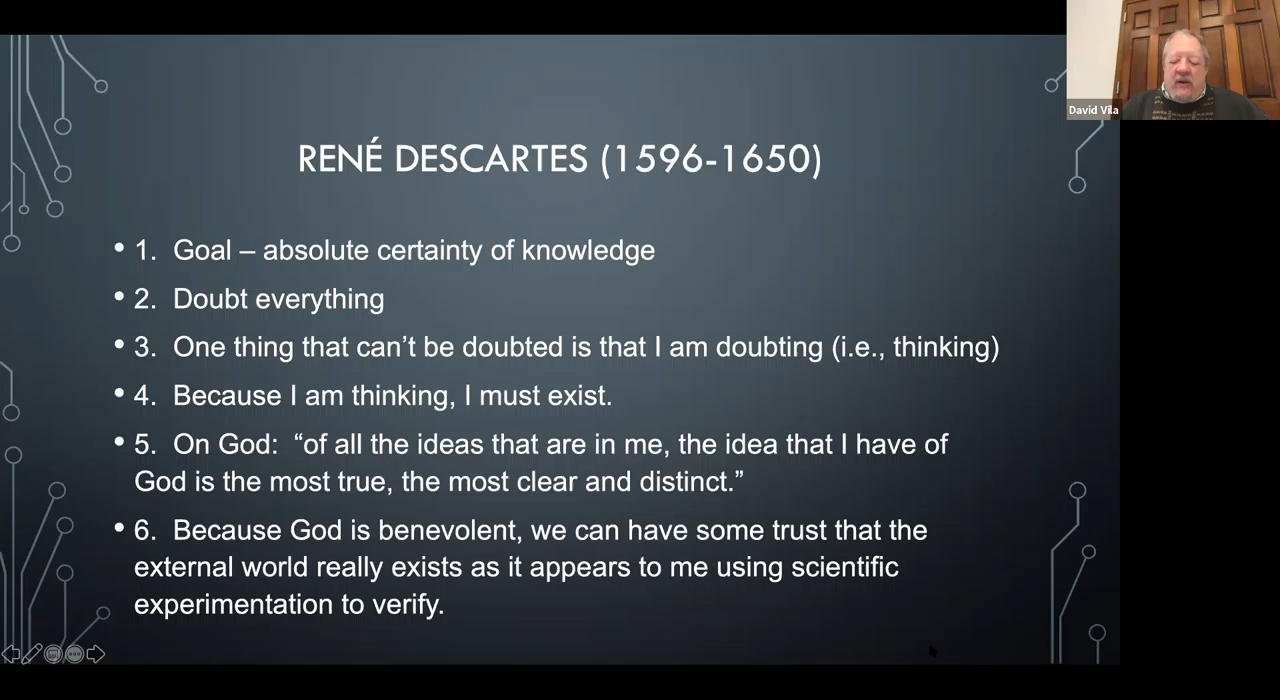 David Vila
RENÉ DESCARTES (1596-1650)
• 1.  Goal – absolute certainty of knowledge
• 2.  Doubt everything
• 3.  One thing that can’t be doubted is that I am doubting (i.e., thinking)
• 4.  Because I am thinking, I must exist.
• 5.  On God:  “of all the ideas that are in me, the idea that I have of
God is the most true, the most clear and distinct.”
• 6.  Because God is benevolent, we can have some trust that the
external world really exists as it appears to me using scientific
experimentation to verify.